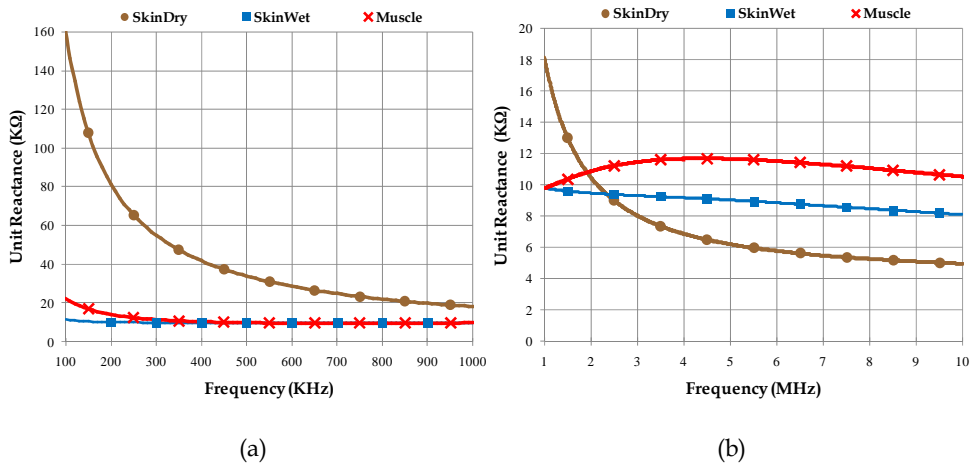 SkinDry SkinWet Muscle
160
140
120
100
80
60
40
20
0
Unit Reactance (KΩ)
100 200 300 400 500 600 700 800 900 1000
Frequency (KHz)
(a)
SkinDry SkinWet Muscle
20
18
16
14
12
10
8
6
4
2
0
Unit Reactance (KΩ)
1 2 3 4 5 6 7 8 9 10
Frequency (MHz)
(b)